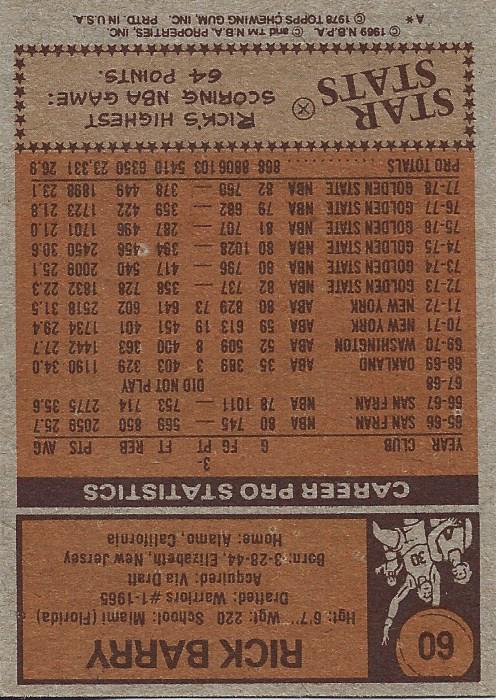 60
30
RICK BARRY
Hgt: 6'7" Wgt: 220 School: Miami (Florida)
Drafted: Warriors #1-1965
Acquired: Via Draft
Born: 3-28-44, Elizabeth, New Jersey
Home: Alamo, California
CAREER PRO STATISTICS
YEAR CLUB G FG 3-PT FT REB PTS AVG
65-66 SAN FRAN. NBA 80 745 — 569 850 2059 25.7
66-67 SAN FRAN. NBA 78 1011 — 753 714 2775 35.6
67-68 DID NOT PLAY
68-69 OAKLAND ABA 35 389 3 403 329 1190 34.0
69-70 WASHINGTON ABA 52 509 8 400 363 1442 27.7
70-71 NEW YORK ABA 59 613 19 451 401 1734 29.4
71-72 NEW YORK ABA 80 829 73 641 602 2518 31.5
72-73 GOLDEN STATE NBA 82 737 — 358 728 1832 22.3
73-74 GOLDEN STATE NBA 80 796 — 417 540 2009 25.1
74-75 GOLDEN STATE NBA 80 1028 — 394 456 2450 30.6
75-76 GOLDEN STATE NBA 81 707 — 287 496 1701 21.0
76-77 GOLDEN STATE NBA 79 682 — 359 422 1723 21.8
77-78 GOLDEN STATE NBA 82 760 — 378 449 1898 23.1
PRO TOTALS . . . . . . . . . . 868 8806 103 5410 6350 23,331 26.9
STAR STATS
RICK'S HIGHEST
SCORING NBA GAME:
64 POINTS.
© 1969 N.B.P.A. © and TM N.B.A. PROPERTIES, INC.
A* © 1978 TOPPS CHEWING GUM, INC. PRTD. IN U.S.A.